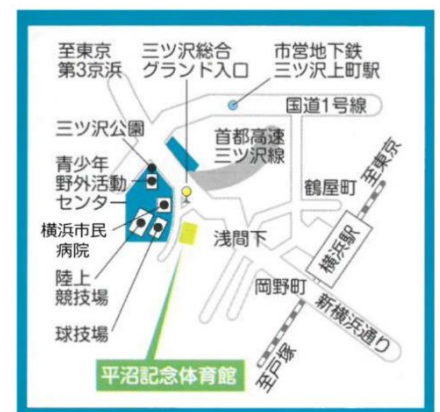 至東京
第3京浜
三ツ沢総合
グランド入口
市営地下鉄
三ツ沢上町駅
国道1号線
三ツ沢公園
首都高速
三ツ沢線
青少年
野外活動
センター
鶴屋町
至東京
横浜市民
病院
浅間下
横浜駅
陸上
競技場
岡野町
新横浜通り
球技場
平沼記念体育館
至戸塚